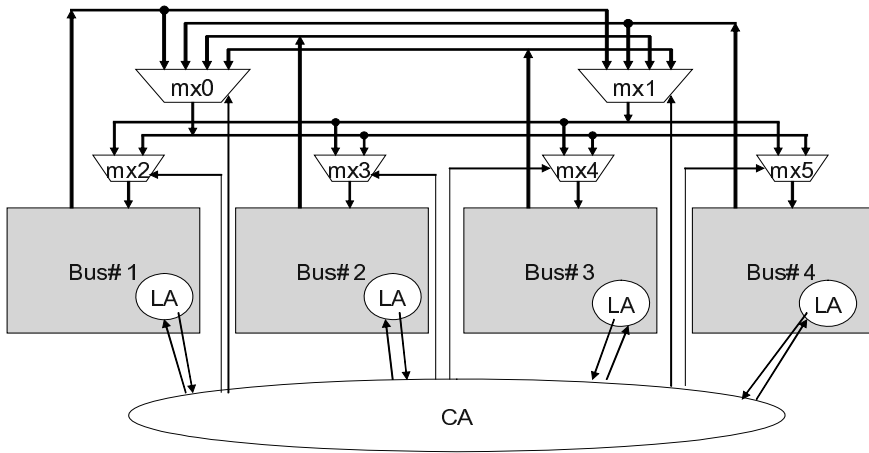 mx0
mx1
mx2
mx3
mx4
mx5
Bus# 1
Bus# 2
Bus# 3
Bus# 4
LA
LA
LA
LA
CA